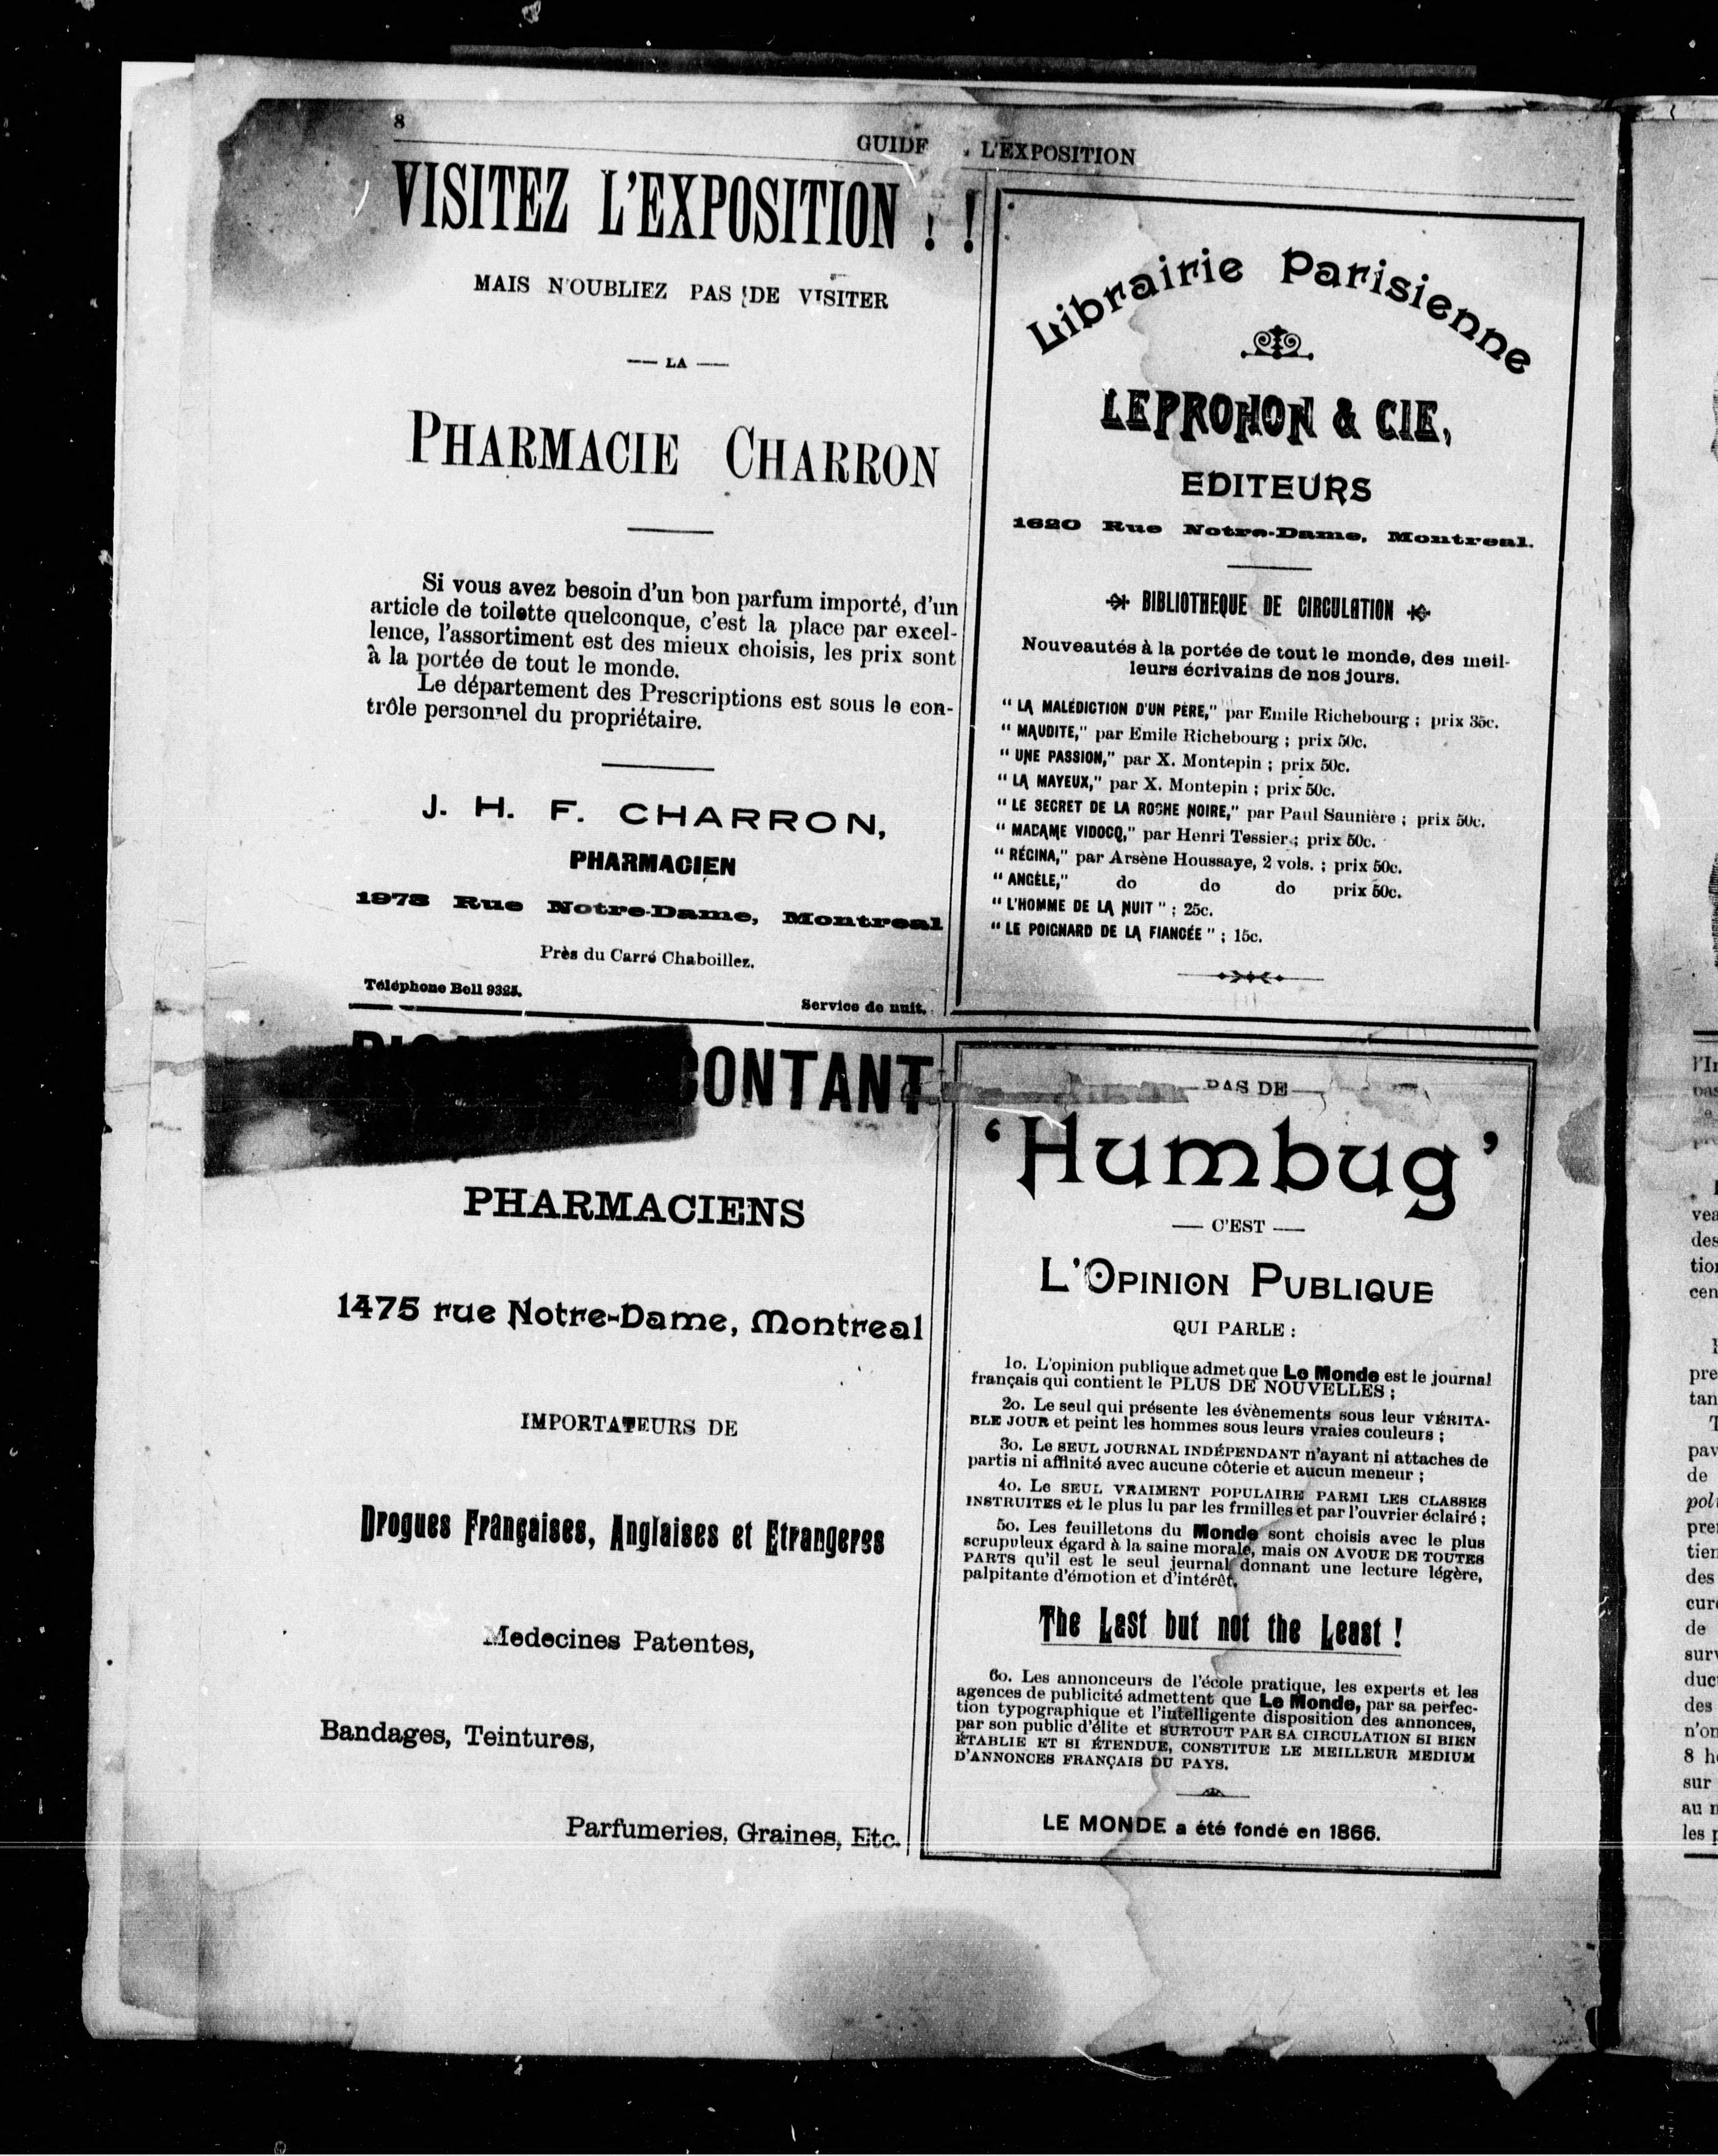 8
GUIDE L'EXPOSITION
VISITEZ L'EXPOSITION ! !
MAIS N'OUBLIEZ PAS DE VISITER
— LA —
PHARMACIE CHARRON
Si vous avez besoin d'un bon parfum importé, d'un
article de toilette quelconque, c'est la place par excel-
lence, l'assortiment est des mieux choisis, les prix sont
à la portée de tout le monde.
Le département des Prescriptions est sous le con-
trôle personnel du propriétaire.
J. H. F. CHARRON,
PHARMACIEN
1973 Rue Notre-Dame, Montreal
Près du Carré Chaboillez.
Téléphone Bell 9325.
Service de nuit.
CONTANT
PHARMACIENS
1475 rue Notre-Dame, Montreal
IMPORTATEURS DE
Drogues Françaises, Anglaises et Etrangeres
Medecines Patentes,
Bandages, Teintures,
Parfumeries, Graines, Etc.
Librairie Parisienne
LEPROHON & CIE,
EDITEURS
1620 Rue Notre-Dame, Montreal.
BIBLIOTHEQUE DE CIRCULATION
Nouveautés à la portée de tout le monde, des meil-
leurs écrivains de nos jours.
" LA MALÉDICTION D'UN PÈRE," par Emile Richebourg ; prix 35c.
" MAUDITE," par Emile Richebourg ; prix 50c.
" UNE PASSION," par X. Montepin ; prix 50c.
" LA MAYEUX," par X. Montepin ; prix 50c.
" LE SECRET DE LA ROCHE NOIRE," par Paul Saunière ; prix 50c.
" MADAME VIDOCQ," par Henri Tessier ; prix 50c.
" RÉGINA," par Arsène Houssaye, 2 vols. ; prix 50c.
" ANGÈLE," do do do prix 50c.
" L'HOMME DE LA NUIT " ; 25c.
" LE POIGNARD DE LA FIANCÉE " ; 15c.
— PAS DE —
'Humbug'
— C'EST —
L'OPINION PUBLIQUE
QUI PARLE :
1o. L'opinion publique admet que Le Monde est le journal
français qui contient le PLUS DE NOUVELLES ;
2o. Le seul qui présente les évènements sous leur VÉRITA-
BLE JOUR et peint les hommes sous leurs vraies couleurs ;
3o. Le SEUL JOURNAL INDÉPENDANT n'ayant ni attaches de
partis ni affinité avec aucune côterie et aucun meneur ;
4o. Le SEUL VRAIMENT POPULAIRE PARMI LES CLASSES
INSTRUITES et le plus lu par les frmilles et par l'ouvrier éclairé ;
5o. Les feuilletons du Monde sont choisis avec le plus
scrupuleux égard à la saine morale, mais ON AVOUE DE TOUTES
PARTS qu'il est le seul jeurnal donnant une lecture légère,
palpitante d'émotion et d'intérêt.
The Last but not the Least !
6o. Les annonceurs de l'école pratique, les experts et les
agences de publicité admettent que Le Monde, par sa perfec-
tion typographique et l'intelligente disposition des annonces,
par son public d'élite et SURTOUT PAR SA CIRCULATION SI BIEN
ÉTABLIE ET SI ÉTENDUE, CONSTITUE LE MEILLEUR MEDIUM
D'ANNONCES FRANÇAIS DU PAYS.
LE MONDE a été fondé en 1866.